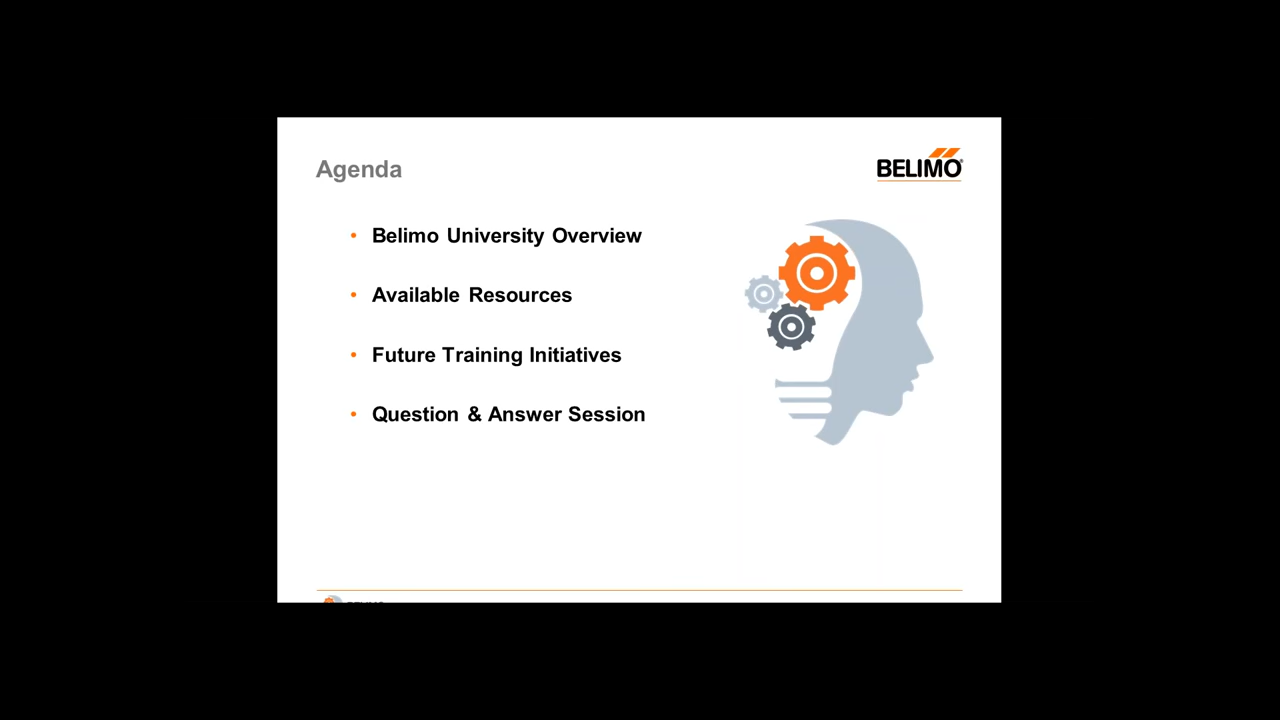 Agenda
BELIMO®
• Belimo University Overview
• Available Resources
• Future Training Initiatives
• Question & Answer Session